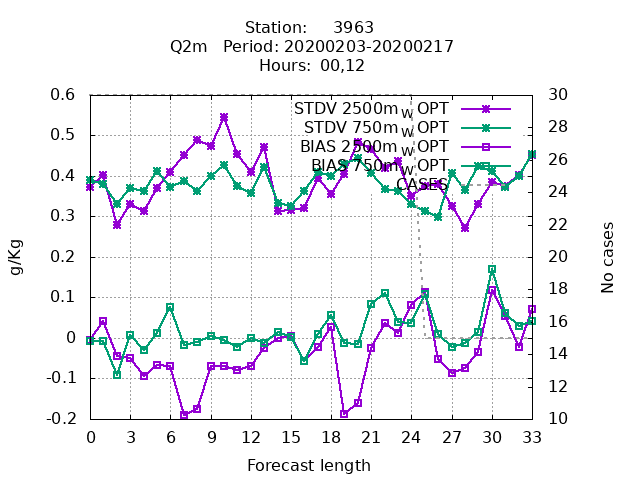 Station: 3963
Q2m Period: 20200203-20200217
Hours: 00,12
STDV 2500m W OPT
STDV 750m W OPT
BIAS 2500m W OPT
BIAS 750m W OPT
CASES
0.6
0.5
0.4
0.3
0.2
0.1
0
-0.1
-0.2
30
28
26
24
22
20
18
16
14
12
10
g/Kg
No cases
0 3 6 9 12 15 18 21 24 27 30 33
Forecast length